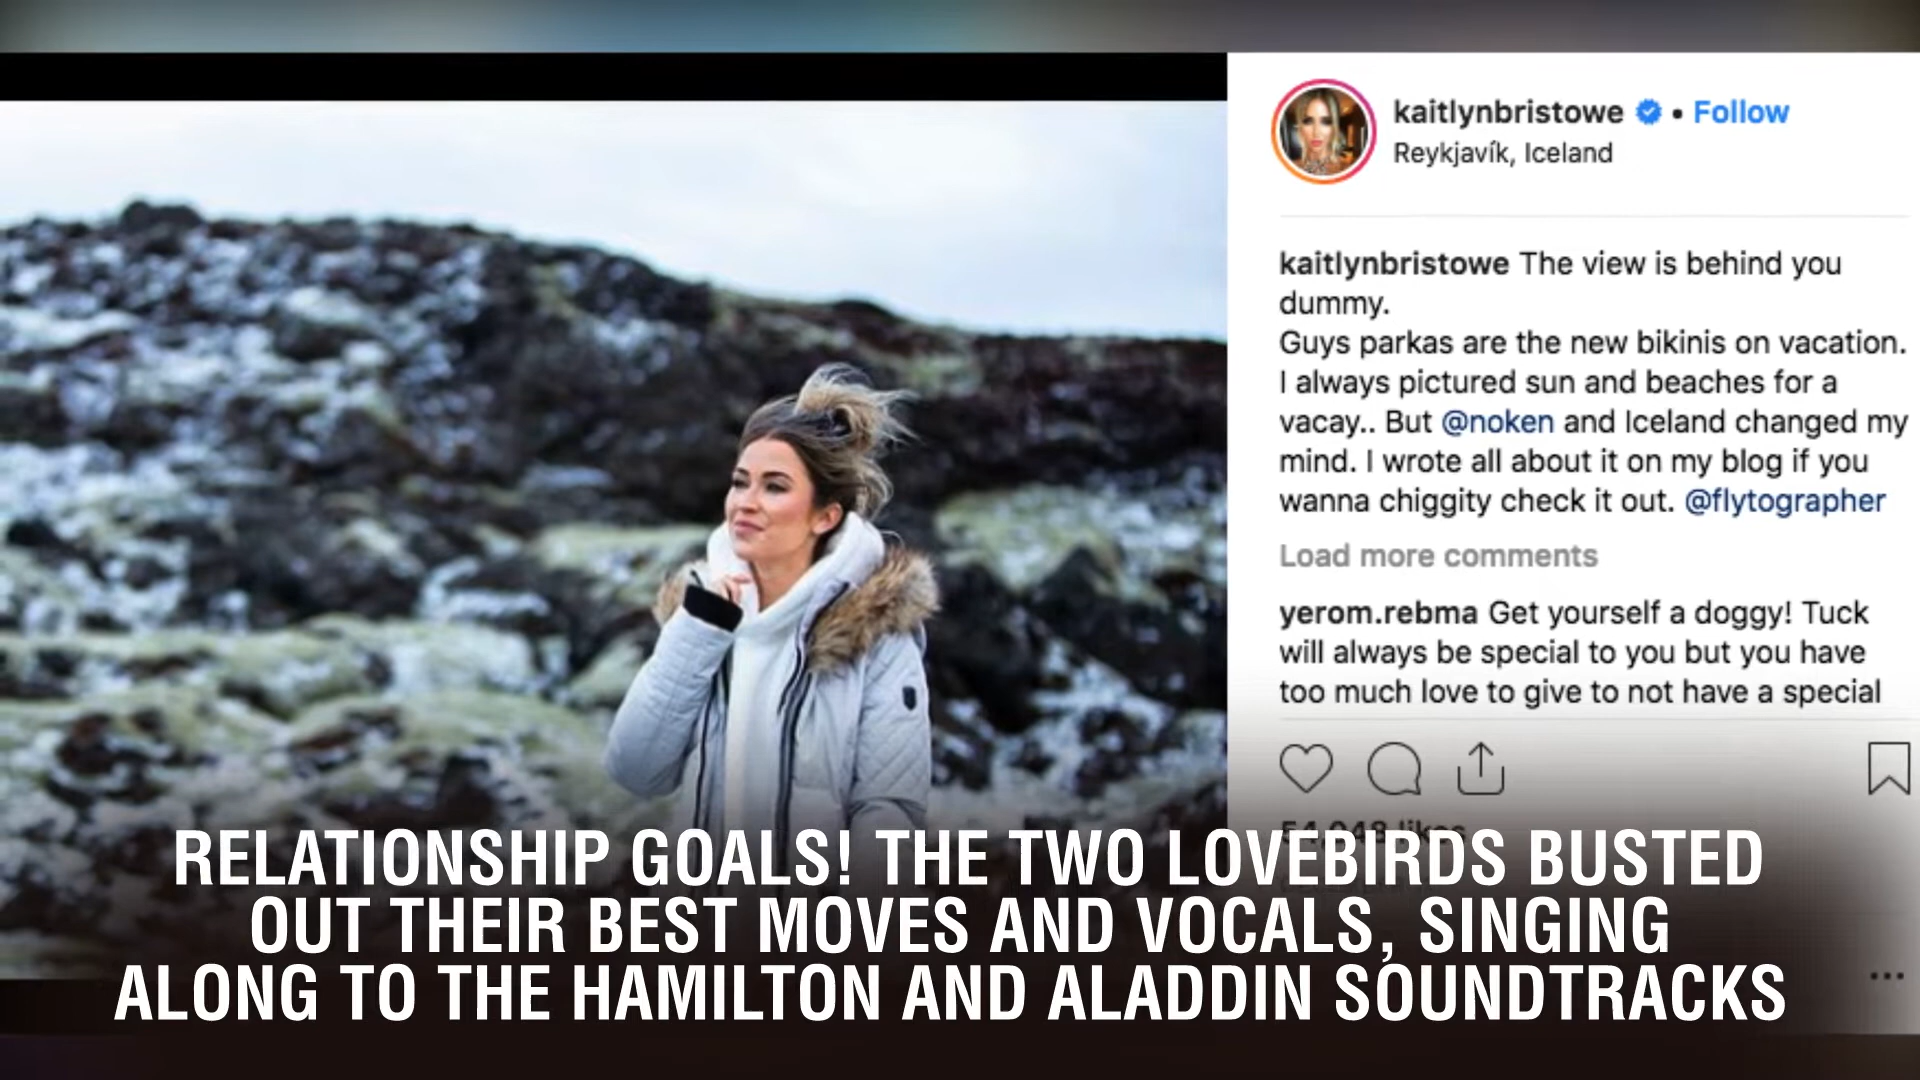 kaitlynbristowe • Follow
Reykjavík, Iceland
kaitlynbristowe The view is behind you
dummy.
Guys parkas are the new bikinis on vacation.
I always pictured sun and beaches for a
vacay.. But @noken and Iceland changed my
mind. I wrote all about it on my blog if you
wanna chiggity check it out. @flytographer
Load more comments
yerom.rebma Get yourself a doggy! Tuck
will always be special to you but you have
too much love to give to not have a special
54,048 likes
RELATIONSHIP GOALS! THE TWO LOVEBIRDS BUSTED
OUT THEIR BEST MOVES AND VOCALS, SINGING
ALONG TO THE HAMILTON AND ALADDIN SOUNDTRACKS